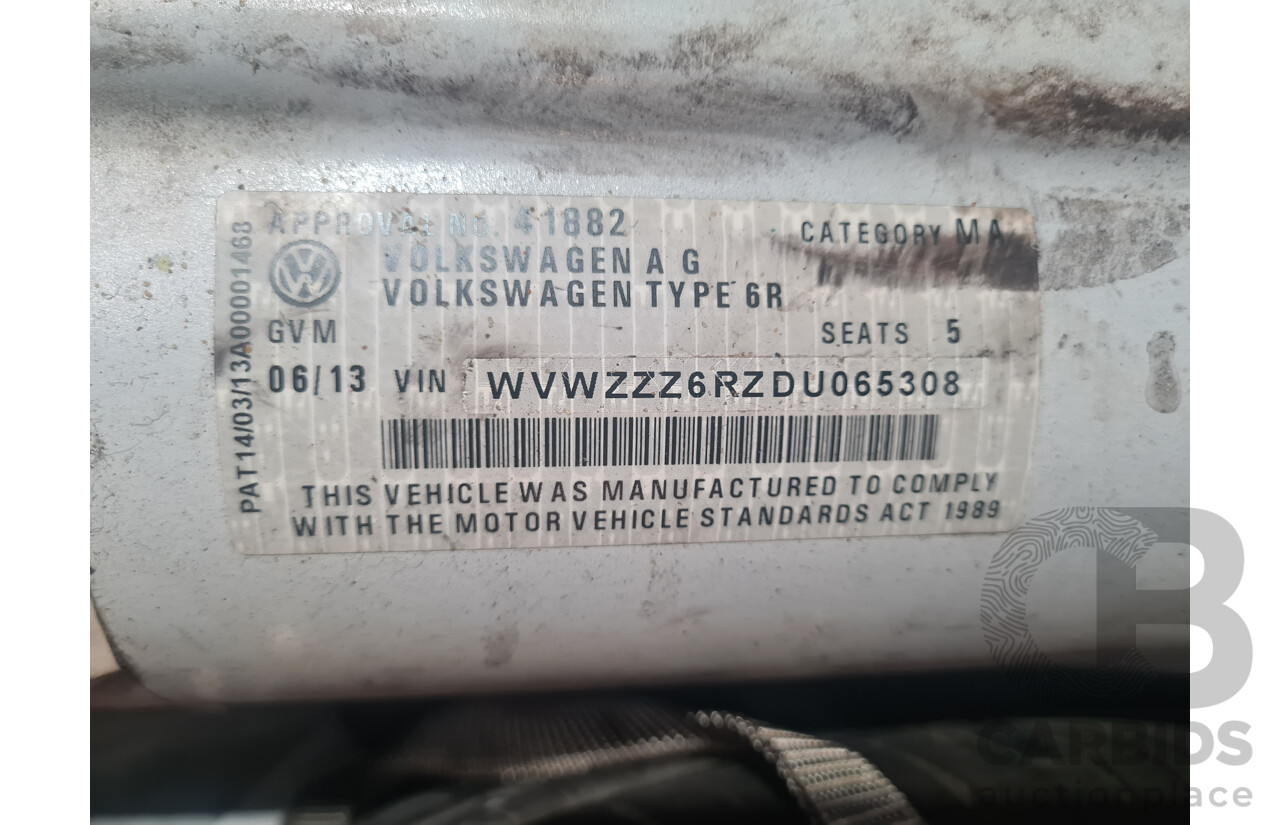 APPROVAL NO. 41882
CATEGORY MA
VOLKSWAGEN AG
VOLKSWAGEN TYPE 6R
GVM
SEATS 5
06/13 VIN WVWZZZ6RZDU065308
THIS VEHICLE WAS MANUFACTURED TO COMPLY
WITH THE MOTOR VEHICLE STANDARDS ACT 1989
PAT14/03/13A00001468
CARBIDS
auctionplace